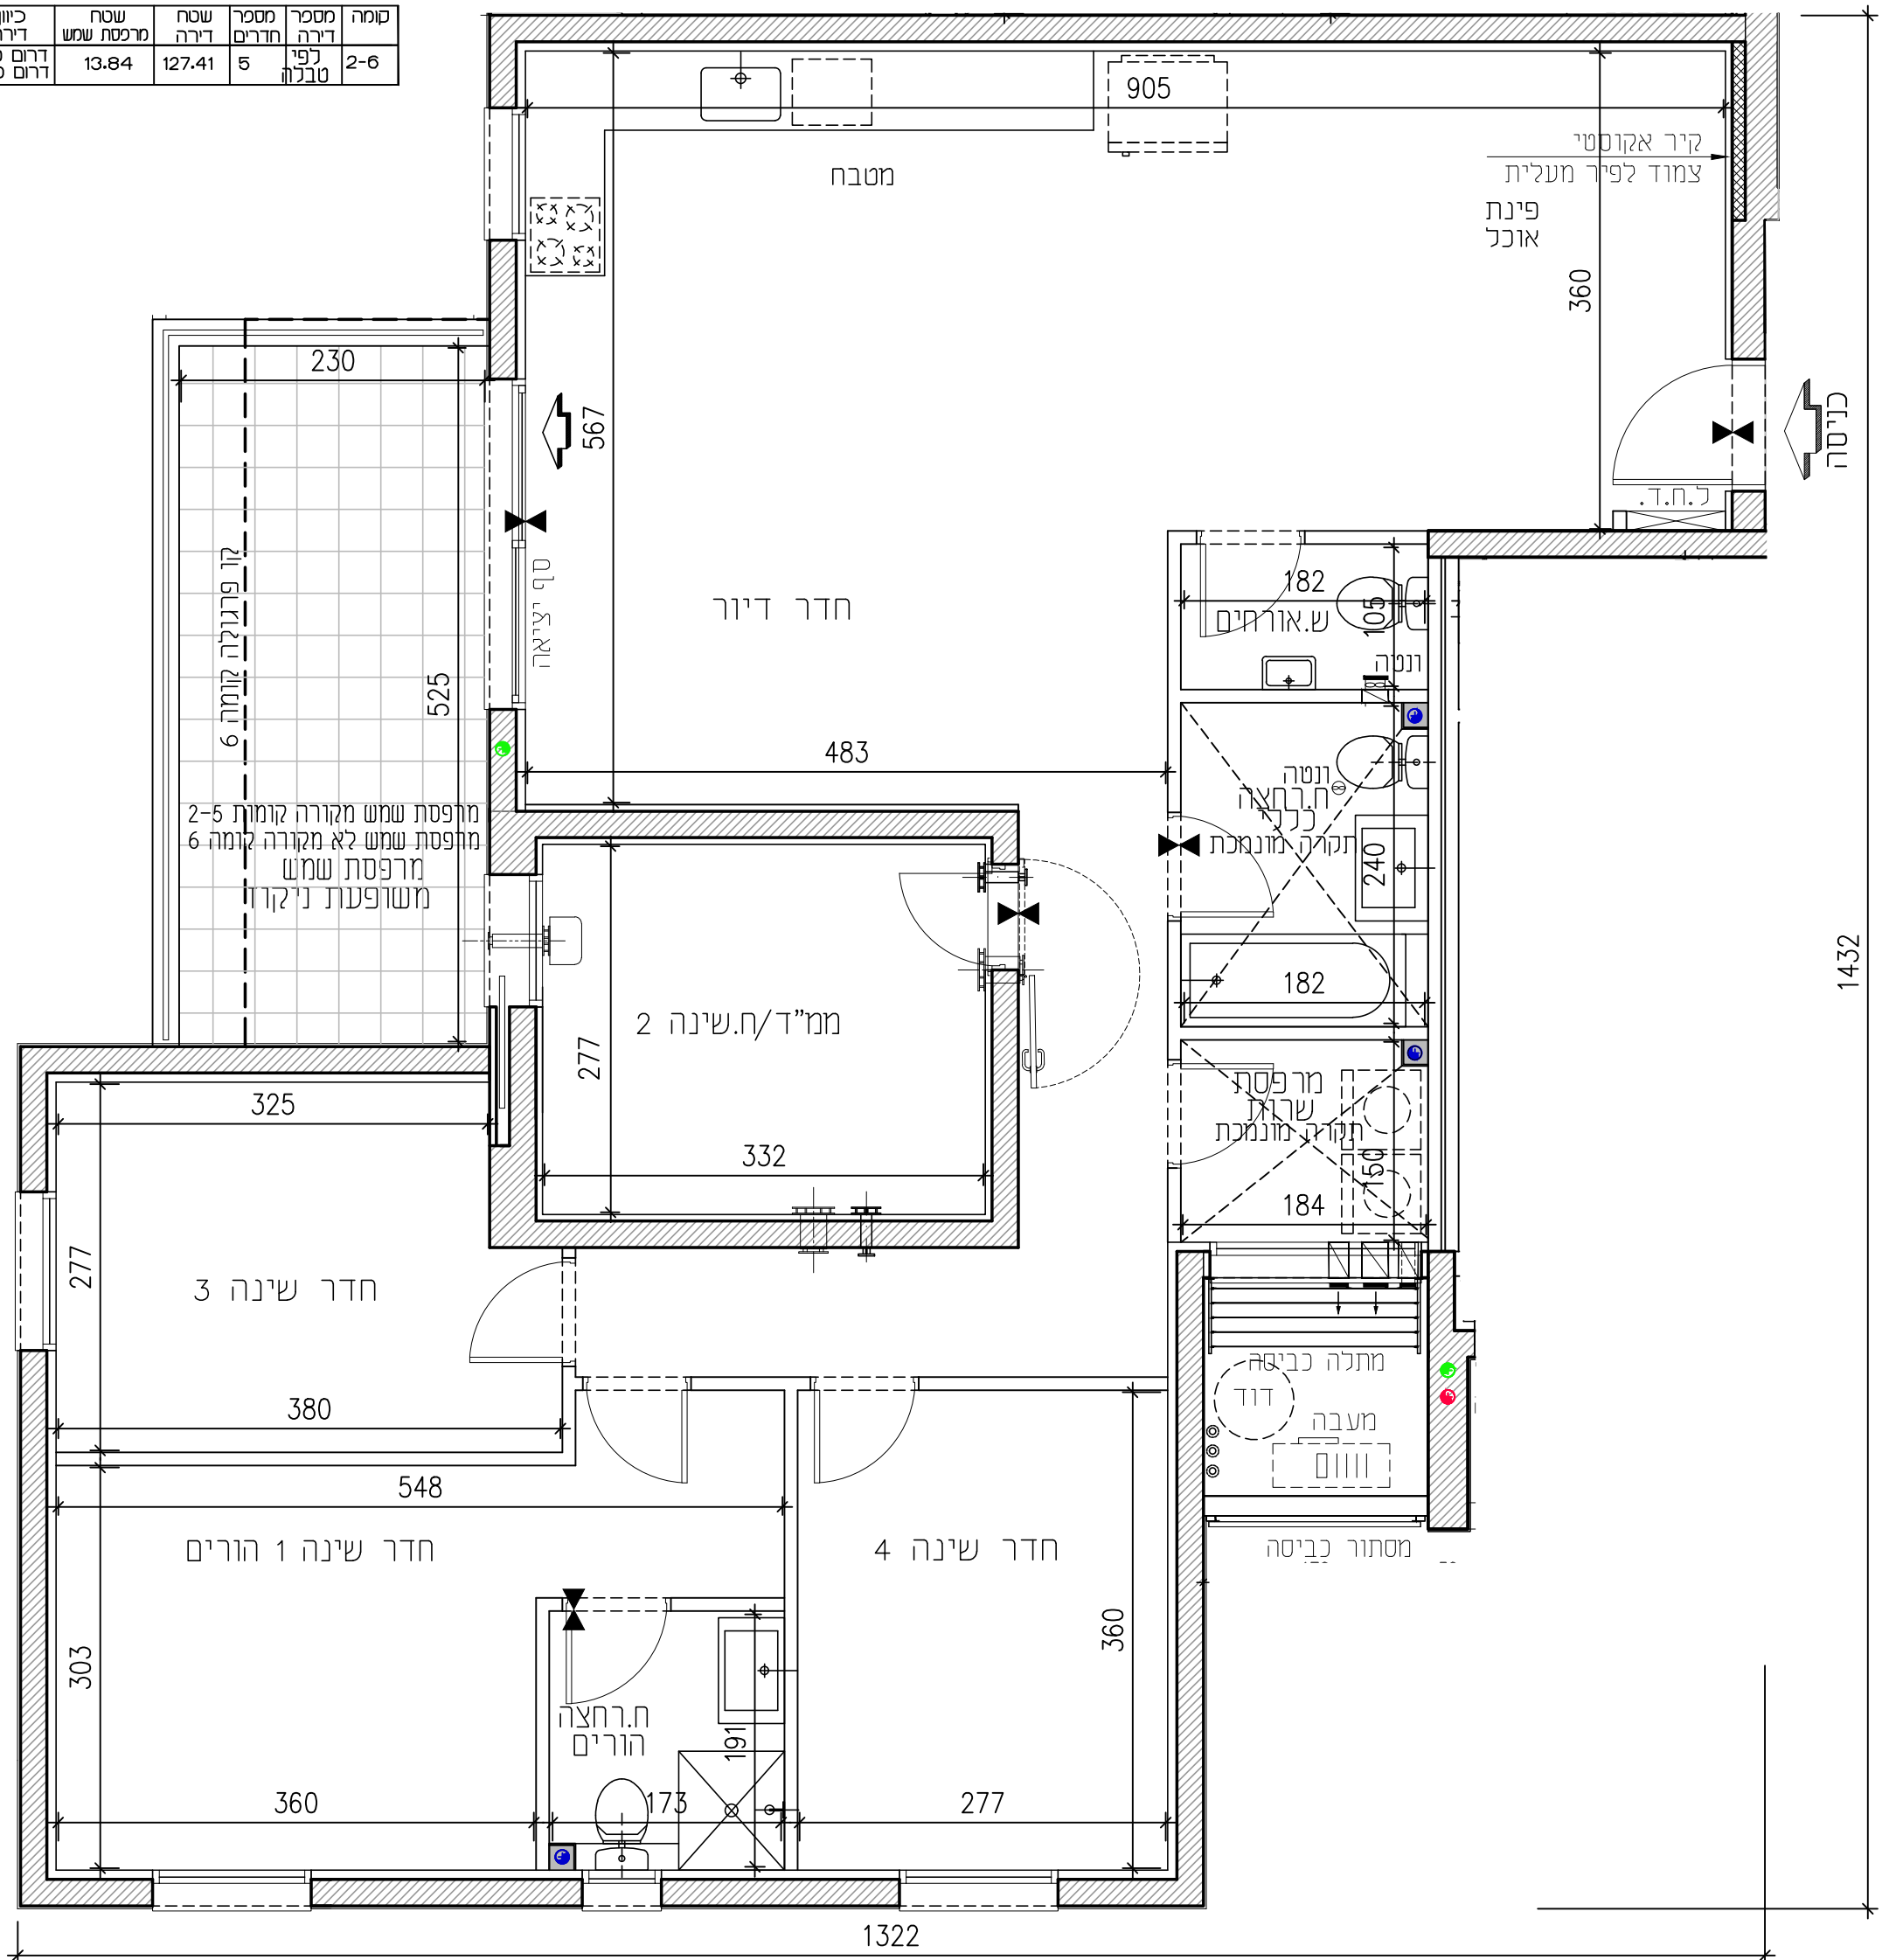 קומה
מספר דירה
מספר חדרים
שטח דירה
שטח מרפסת שמש
2-6
לפי טבלה
5
127.41
13.84
דרום
דרום
905
מטבח
קיר אקוסטי
צמוד לפיר מעלית
פינת
אוכל
360
כניסה
ל.ח.ד.
230
567
קו פרגולה קומה 6
525
סף יציאה
חדר דיור
182
105
ש.אורחים
ונטה
483
ונטה
ח.רחצה
כללי
תקרה מונמכת
240
182
מרפסת שמש מקורה קומות 2-5
מרפסת שמש לא מקורה קומה 6
מרפסת שמש
משופעת ניקוז
1432
ממ"ד/ח.שינה 2
277
332
מרפסת
שרות
תקרה מונמכת
150
184
325
277
חדר שינה 3
380
מתלה כביסה
דוד
מעבה
מסתור כביסה
548
חדר שינה 1 הורים
חדר שינה 4
303
360
ח.רחצה
הורים
191
360
173
277
1322